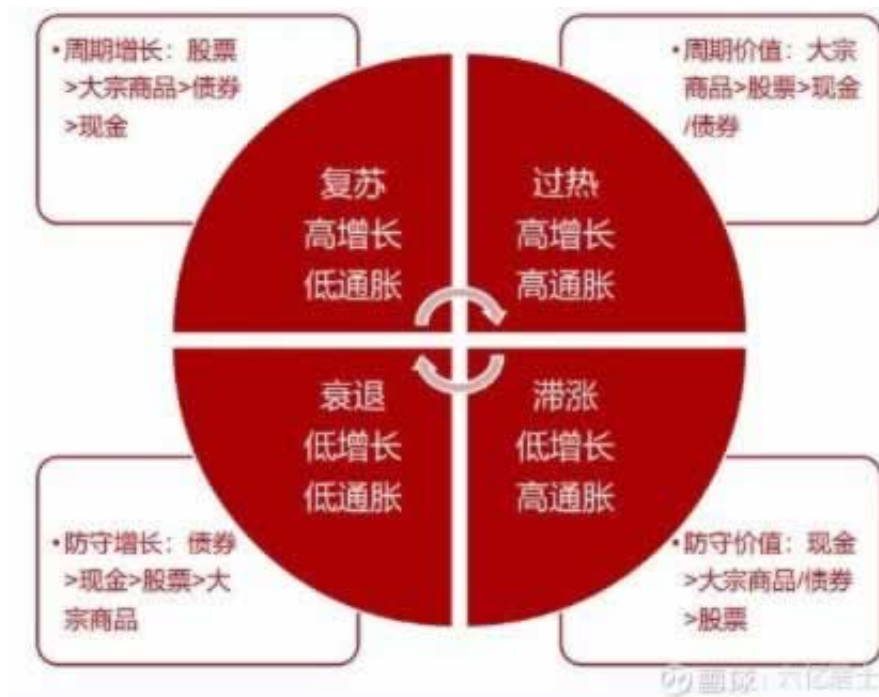 •周期增长：股票
>大宗商品>债券
>现金
•周期价值：大宗
商品>股票>现金
/债券
复苏
高增长
低通胀
过热
高增长
高通胀
衰退
低增长
低通胀
滞涨
低增长
高通胀
•防守增长：债券
>现金>股票>大
宗商品
•防守价值：现金
>大宗商品/债券
>股票